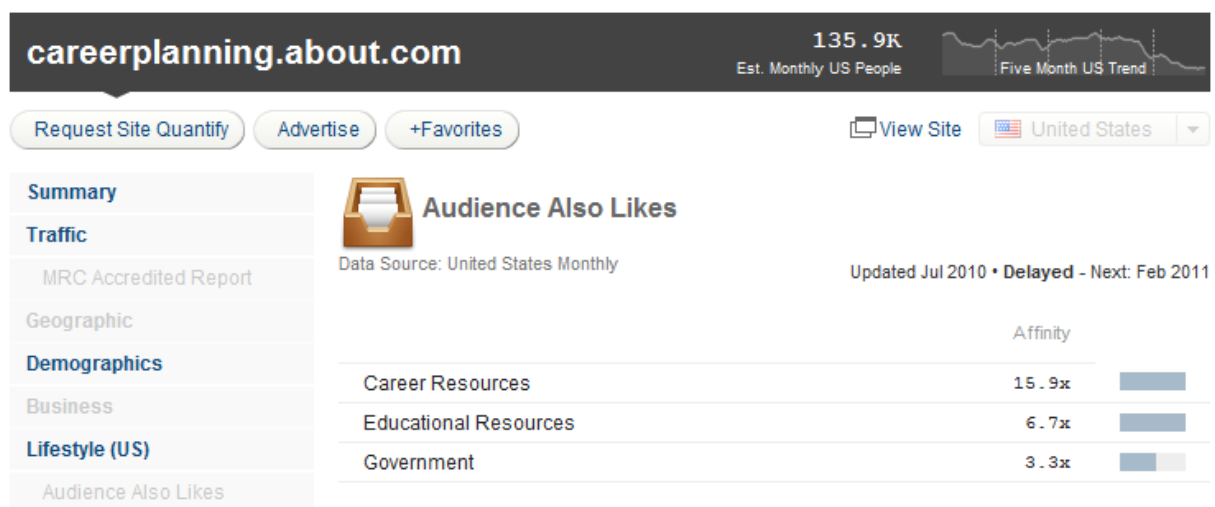 careerplanning.about.com
135.9K
Est. Monthly US People
Five Month US Trend
Request Site Quantify
Advertise
+Favorites
View Site
United States
Summary
Traffic
MRC Accredited Report
Geographic
Demographics
Business
Lifestyle (US)
Audience Also Likes
Audience Also Likes
Data Source: United States Monthly
Updated Jul 2010 • Delayed - Next: Feb 2011
Affinity
Career Resources 15.9x
Educational Resources 6.7x
Government 3.3x